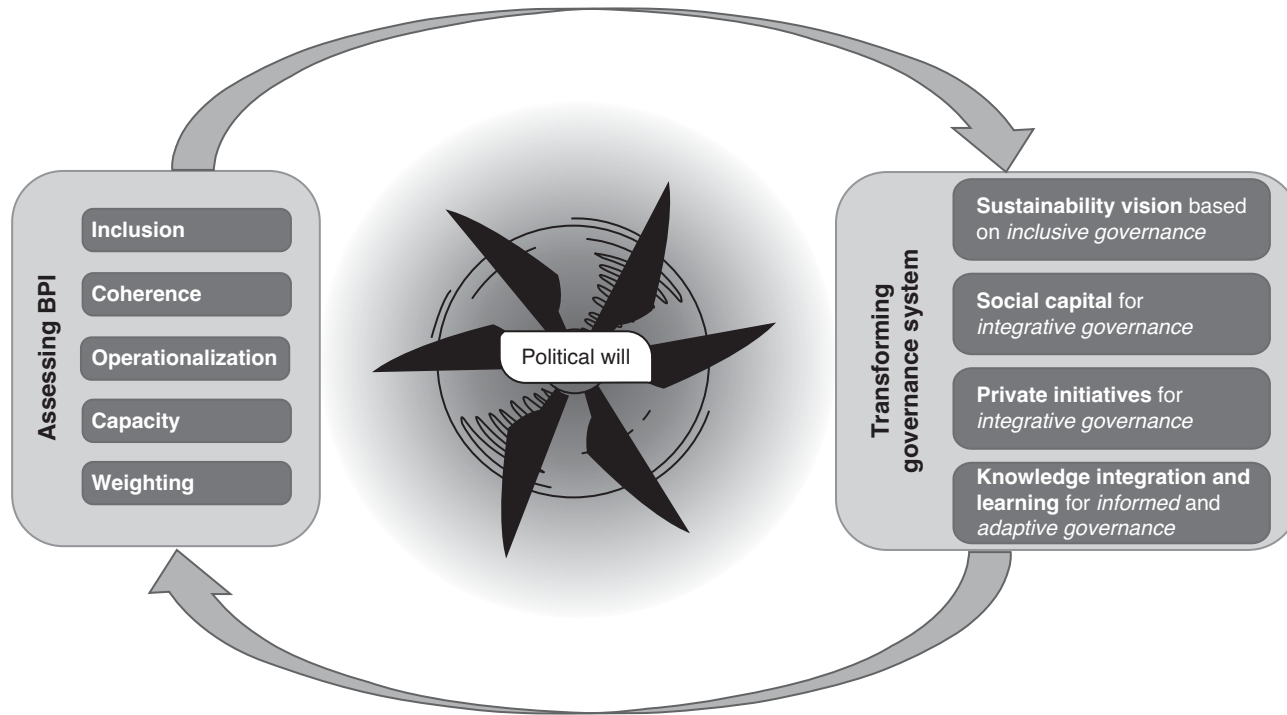 Assessing BPI
Inclusion
Coherence
Operationalization
Capacity
Weighting
Political will
Transforming
governance system
Sustainability vision based
on inclusive governance
Social capital for
integrative governance
Private initiatives for
integrative governance
Knowledge integration and
learning for informed and
adaptive governance